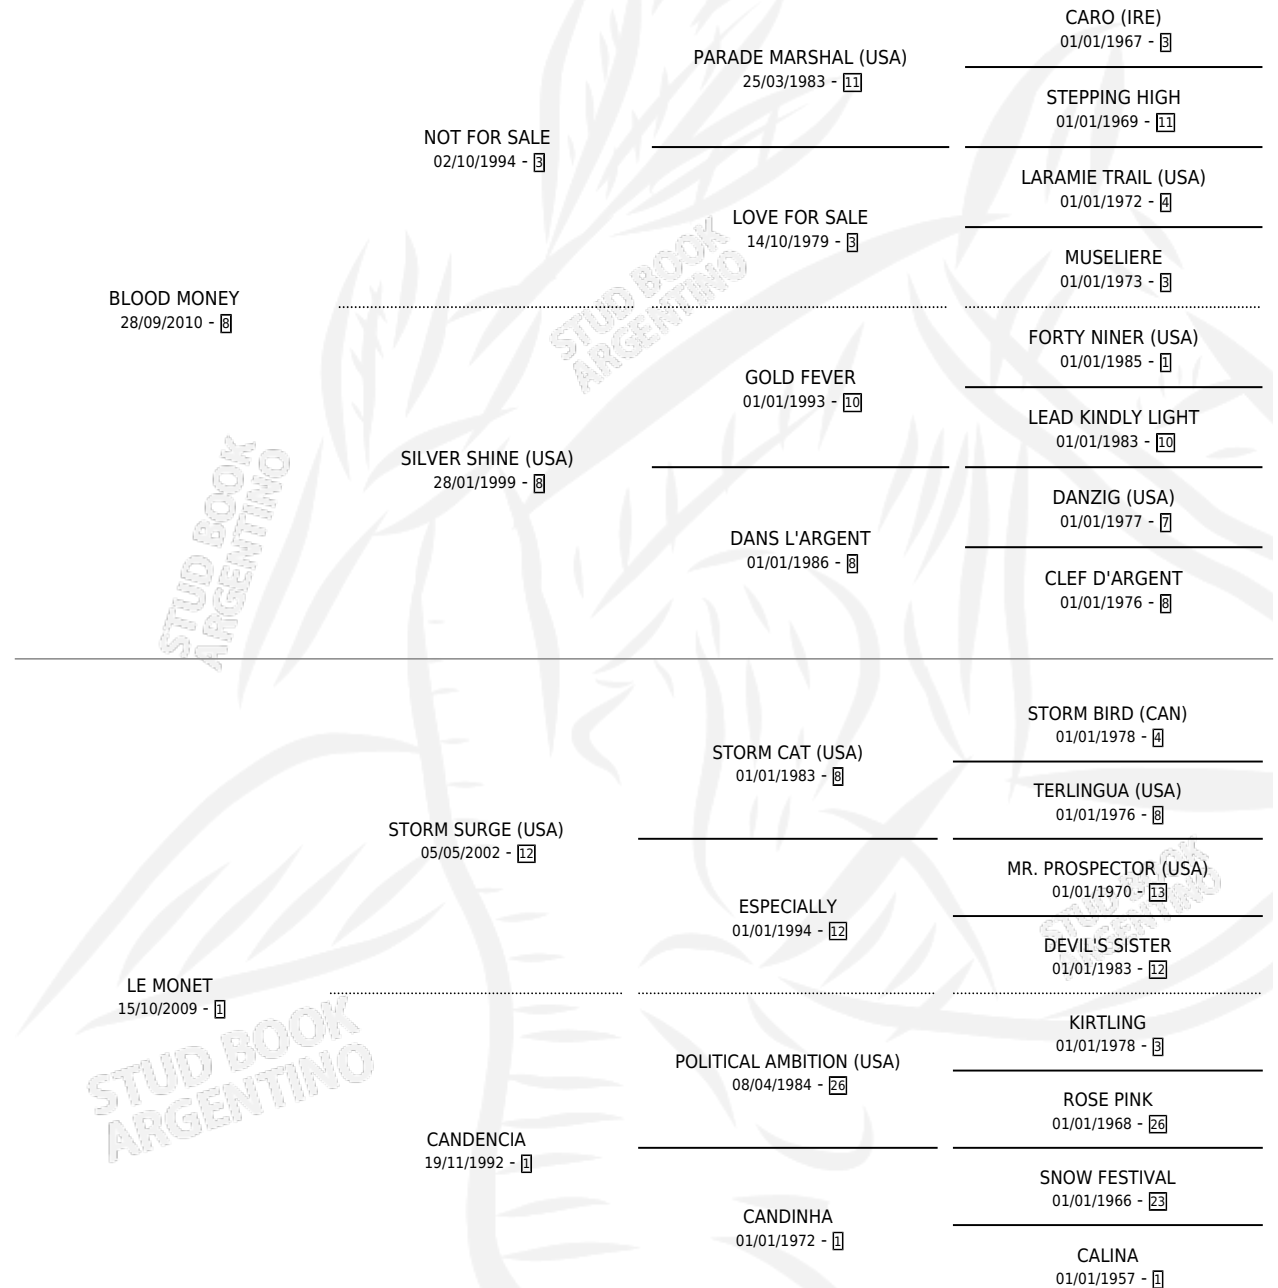 CARO (IRE)
01/01/1967 - 3
PARADE MARSHAL (USA)
25/03/1983 - 11
STEPPING HIGH
01/01/1969 - 11
NOT FOR SALE
02/10/1994 - 3
LARAMIE TRAIL (USA)
01/01/1972 - 4
LOVE FOR SALE
14/10/1979 - 3
MUSELIERE
01/01/1973 - 3
BLOOD MONEY
28/09/2010 - 8
FORTY NINER (USA)
01/01/1985 - 1
GOLD FEVER
01/01/1993 - 10
LEAD KINDLY LIGHT
01/01/1983 - 10
SILVER SHINE (USA)
28/01/1999 - 8
DANZIG (USA)
01/01/1977 - 7
DANS L'ARGENT
01/01/1986 - 8
CLEF D'ARGENT
01/01/1976 - 8
STUD BOOK
ARGENTINO
STUD BOOK
ARGENTINO
STORM BIRD (CAN)
01/01/1978 - 4
STORM CAT (USA)
01/01/1983 - 8
TERLINGUA (USA)
01/01/1976 - 8
STORM SURGE (USA)
05/05/2002 - 12
MR. PROSPECTOR (USA)
01/01/1970 - 13
ESPECIALLY
01/01/1994 - 12
DEVIL'S SISTER
01/01/1983 - 12
STUD BOOK
ARGENTINO
LE MONET
15/10/2009 - 1
KIRTLING
01/01/1978 - 3
POLITICAL AMBITION (USA)
08/04/1984 - 26
ROSE PINK
01/01/1968 - 26
CANDENCIA
19/11/1992 - 1
SNOW FESTIVAL
01/01/1966 - 23
CANDINHA
01/01/1972 - 1
CALINA
01/01/1957 - 1
STUD BOOK
ARGENTINO